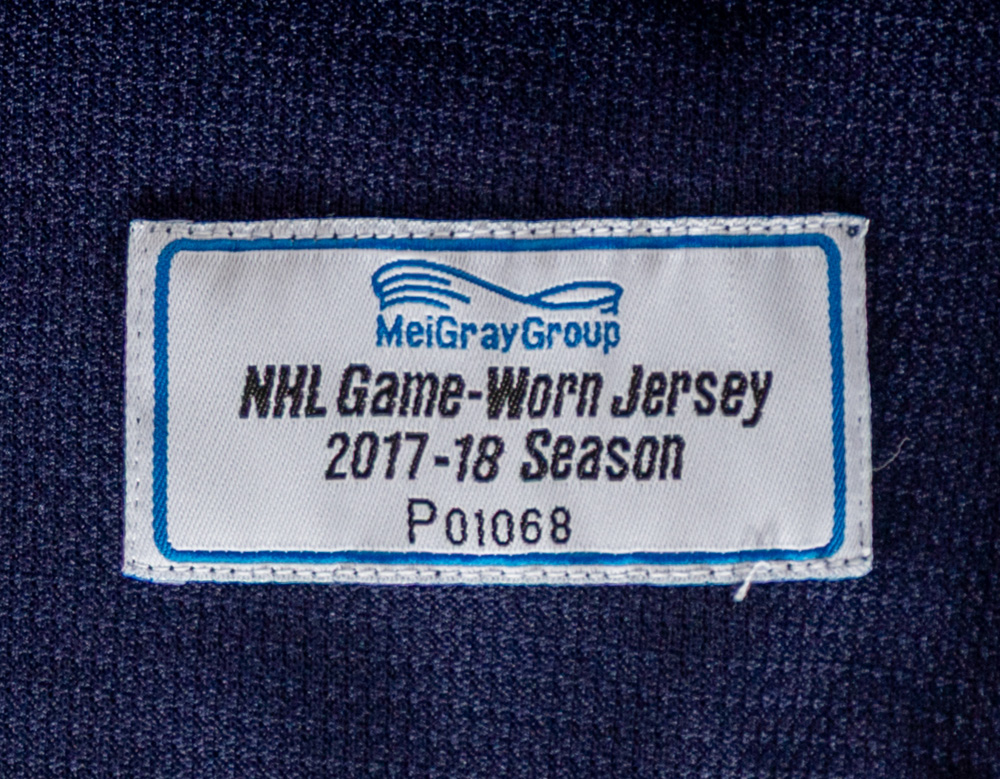 MeiGrayGroup
NHL Game-Worn Jersey
2017-18 Season
P01068